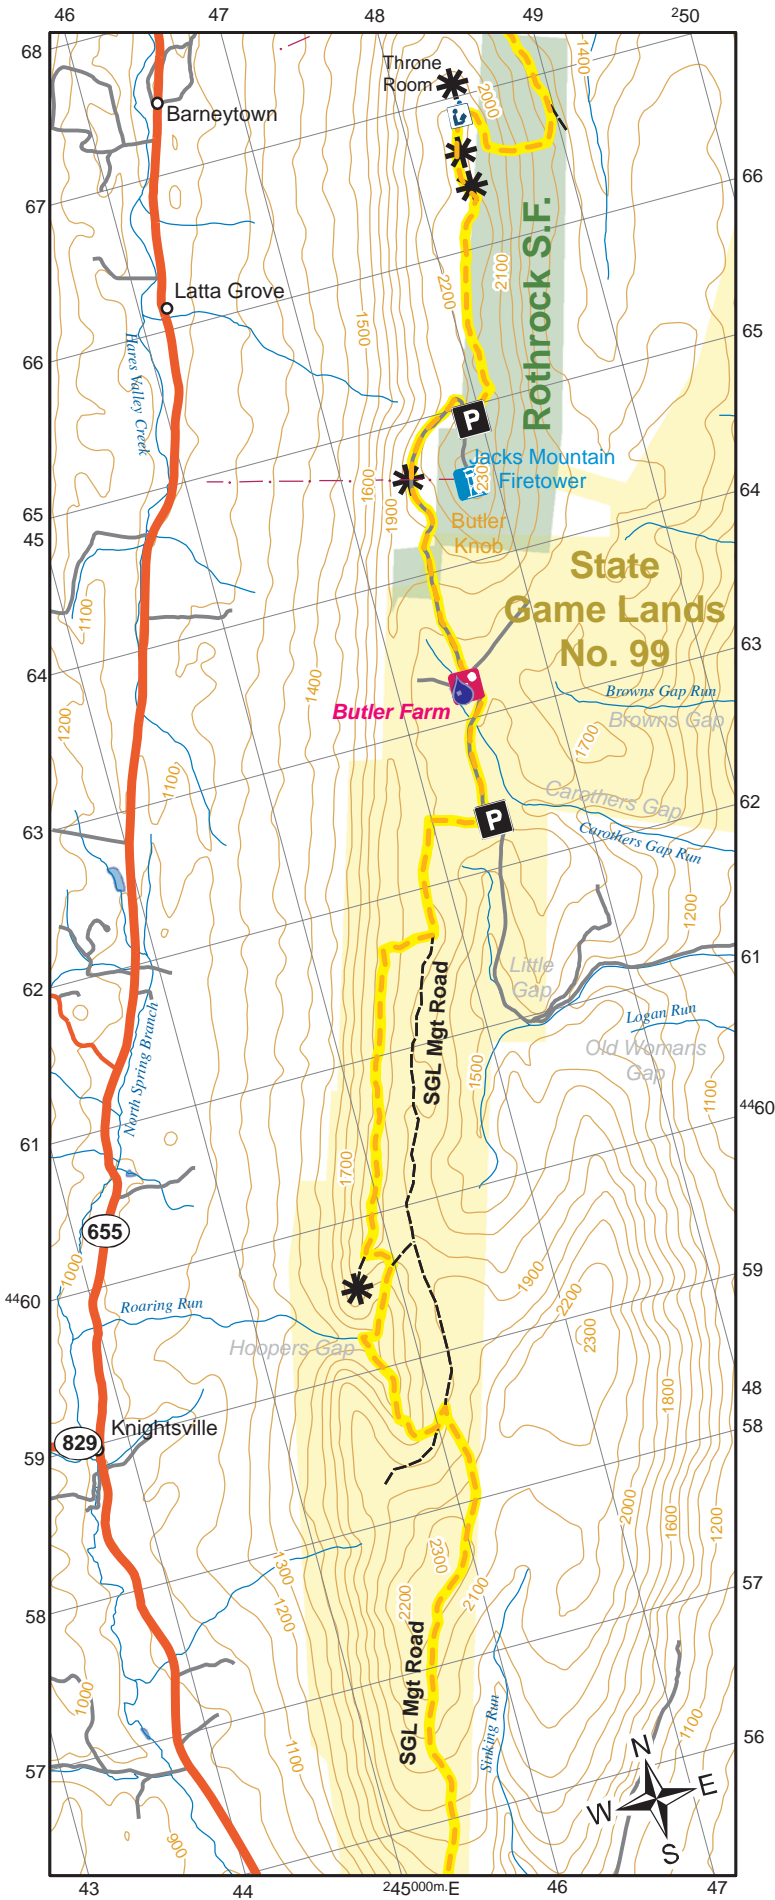 46
47
48
49
²50
68
Throne
Room
1400
2000
Barneytown
66
67
Rothrock S.F.
2100
2200
Latta Grove
1500
65
66
Hares Valley Creek
P
Jacks Mountain
Firetower
230
1600
1900
64
65
45
Butler
Knob
State
Game Lands
No. 99
1100
63
64
1400
Butler Farm
Browns Gap Run
Browns Gap
1200
1700
1100
Carothers Gap
62
P
63
Carothers Gap Run
1200
61
Little
Gap
62
SGL Mgt Road
Logan Run
Old Womans
Gap
North Spring Branch
1500
1100
⁴⁴60
61
1700
655
1000
59
1900
2200
2300
⁴⁴60
Roaring Run
Hoopers Gap
48
1800
58
Knightsville
829
59
2000
1600
1200
2300
1300
57
2200
2100
1200
58
SGL Mgt Road
1000
Sinking Run
1100
56
N
1100
57
W
E
S
900
43
44
²45⁰⁰⁰m.E
46
47